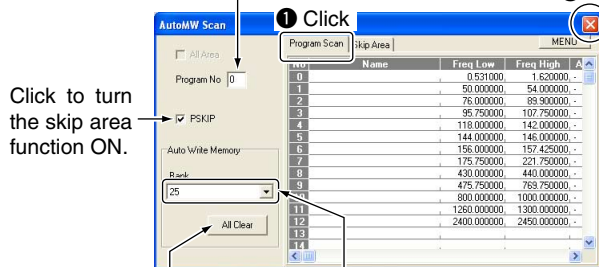 ❶ Click
AutoMW Scan
Program Scan Skip Area MENU
All Area
Program No 0
Click to turn
the skip area
function ON.
PSKIP
Auto Write Memory
Bank
25
All Clear
No Name Freq Low Freq High A
0 0.531000, 1.620000, -
1 50.000000, 54.000000, -
2 76.000000, 89.900000, -
3 95.750000, 107.750000, -
4 118.000000, 142.000000, -
5 144.000000, 146.000000, -
6 156.000000, 157.425000, -
7 175.750000, 221.750000, -
8 430.000000, 440.000000, -
9 475.750000, 769.750000, -
10 800.000000, 1000.000000, -
11 1260.000000, 1300.000000, -
12 2400.000000, 2450.000000, -
13
14